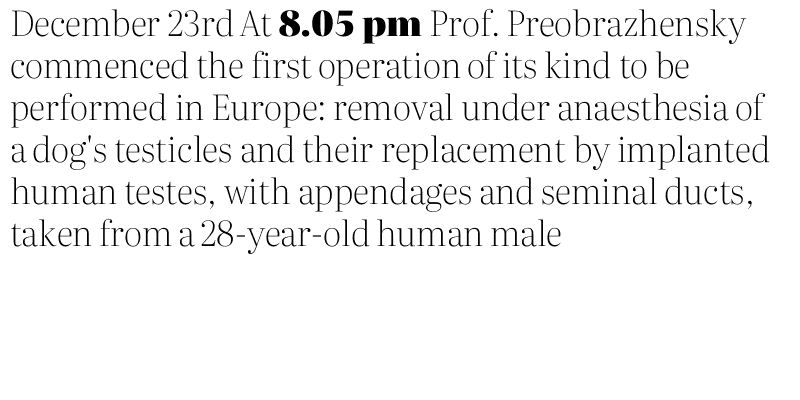 December 23rd At 8.05 pm Prof. Preobrazhensky
commenced the first operation of its kind to be
performed in Europe: removal under anaesthesia of
a dog's testicles and their replacement by implanted
human testes, with appendages and seminal ducts,
taken from a 28-year-old human male